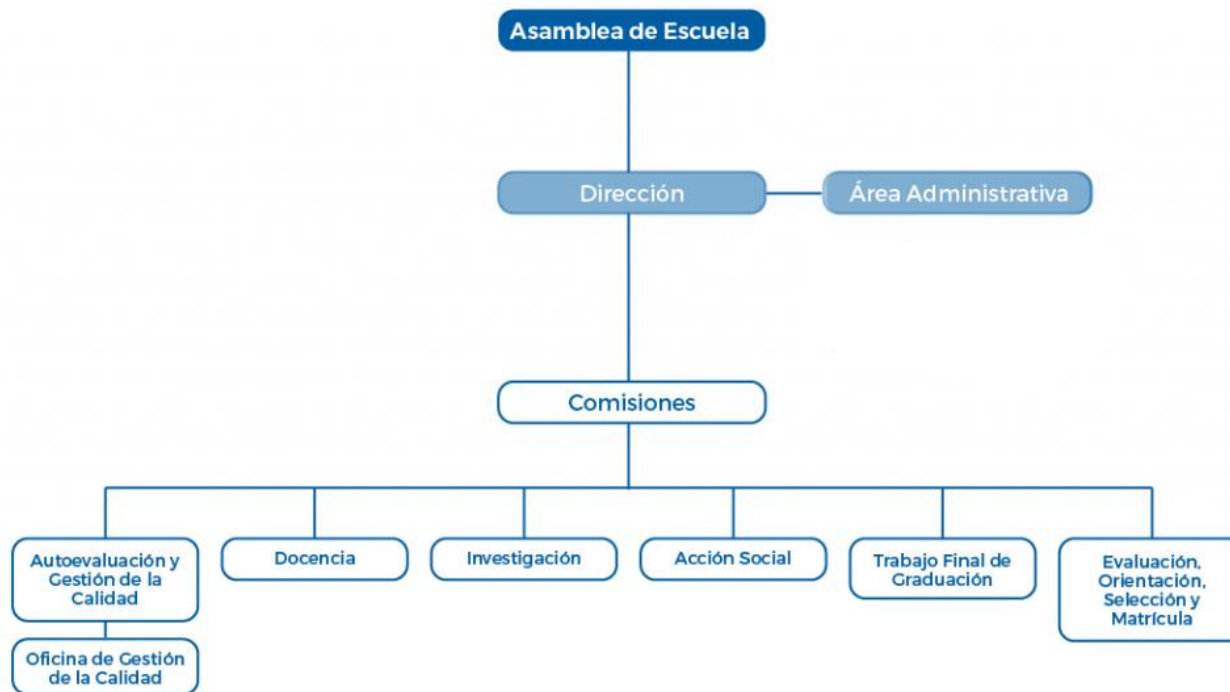 Asamblea de Escuela
Dirección
Área Administrativa
Comisiones
Autoevaluación y
Gestión de la
Calidad
Docencia
Investigación
Acción Social
Trabajo Final de
Graduación
Evaluación,
Orientación,
Selección y
Matrícula
Oficina de Gestión
de la Calidad